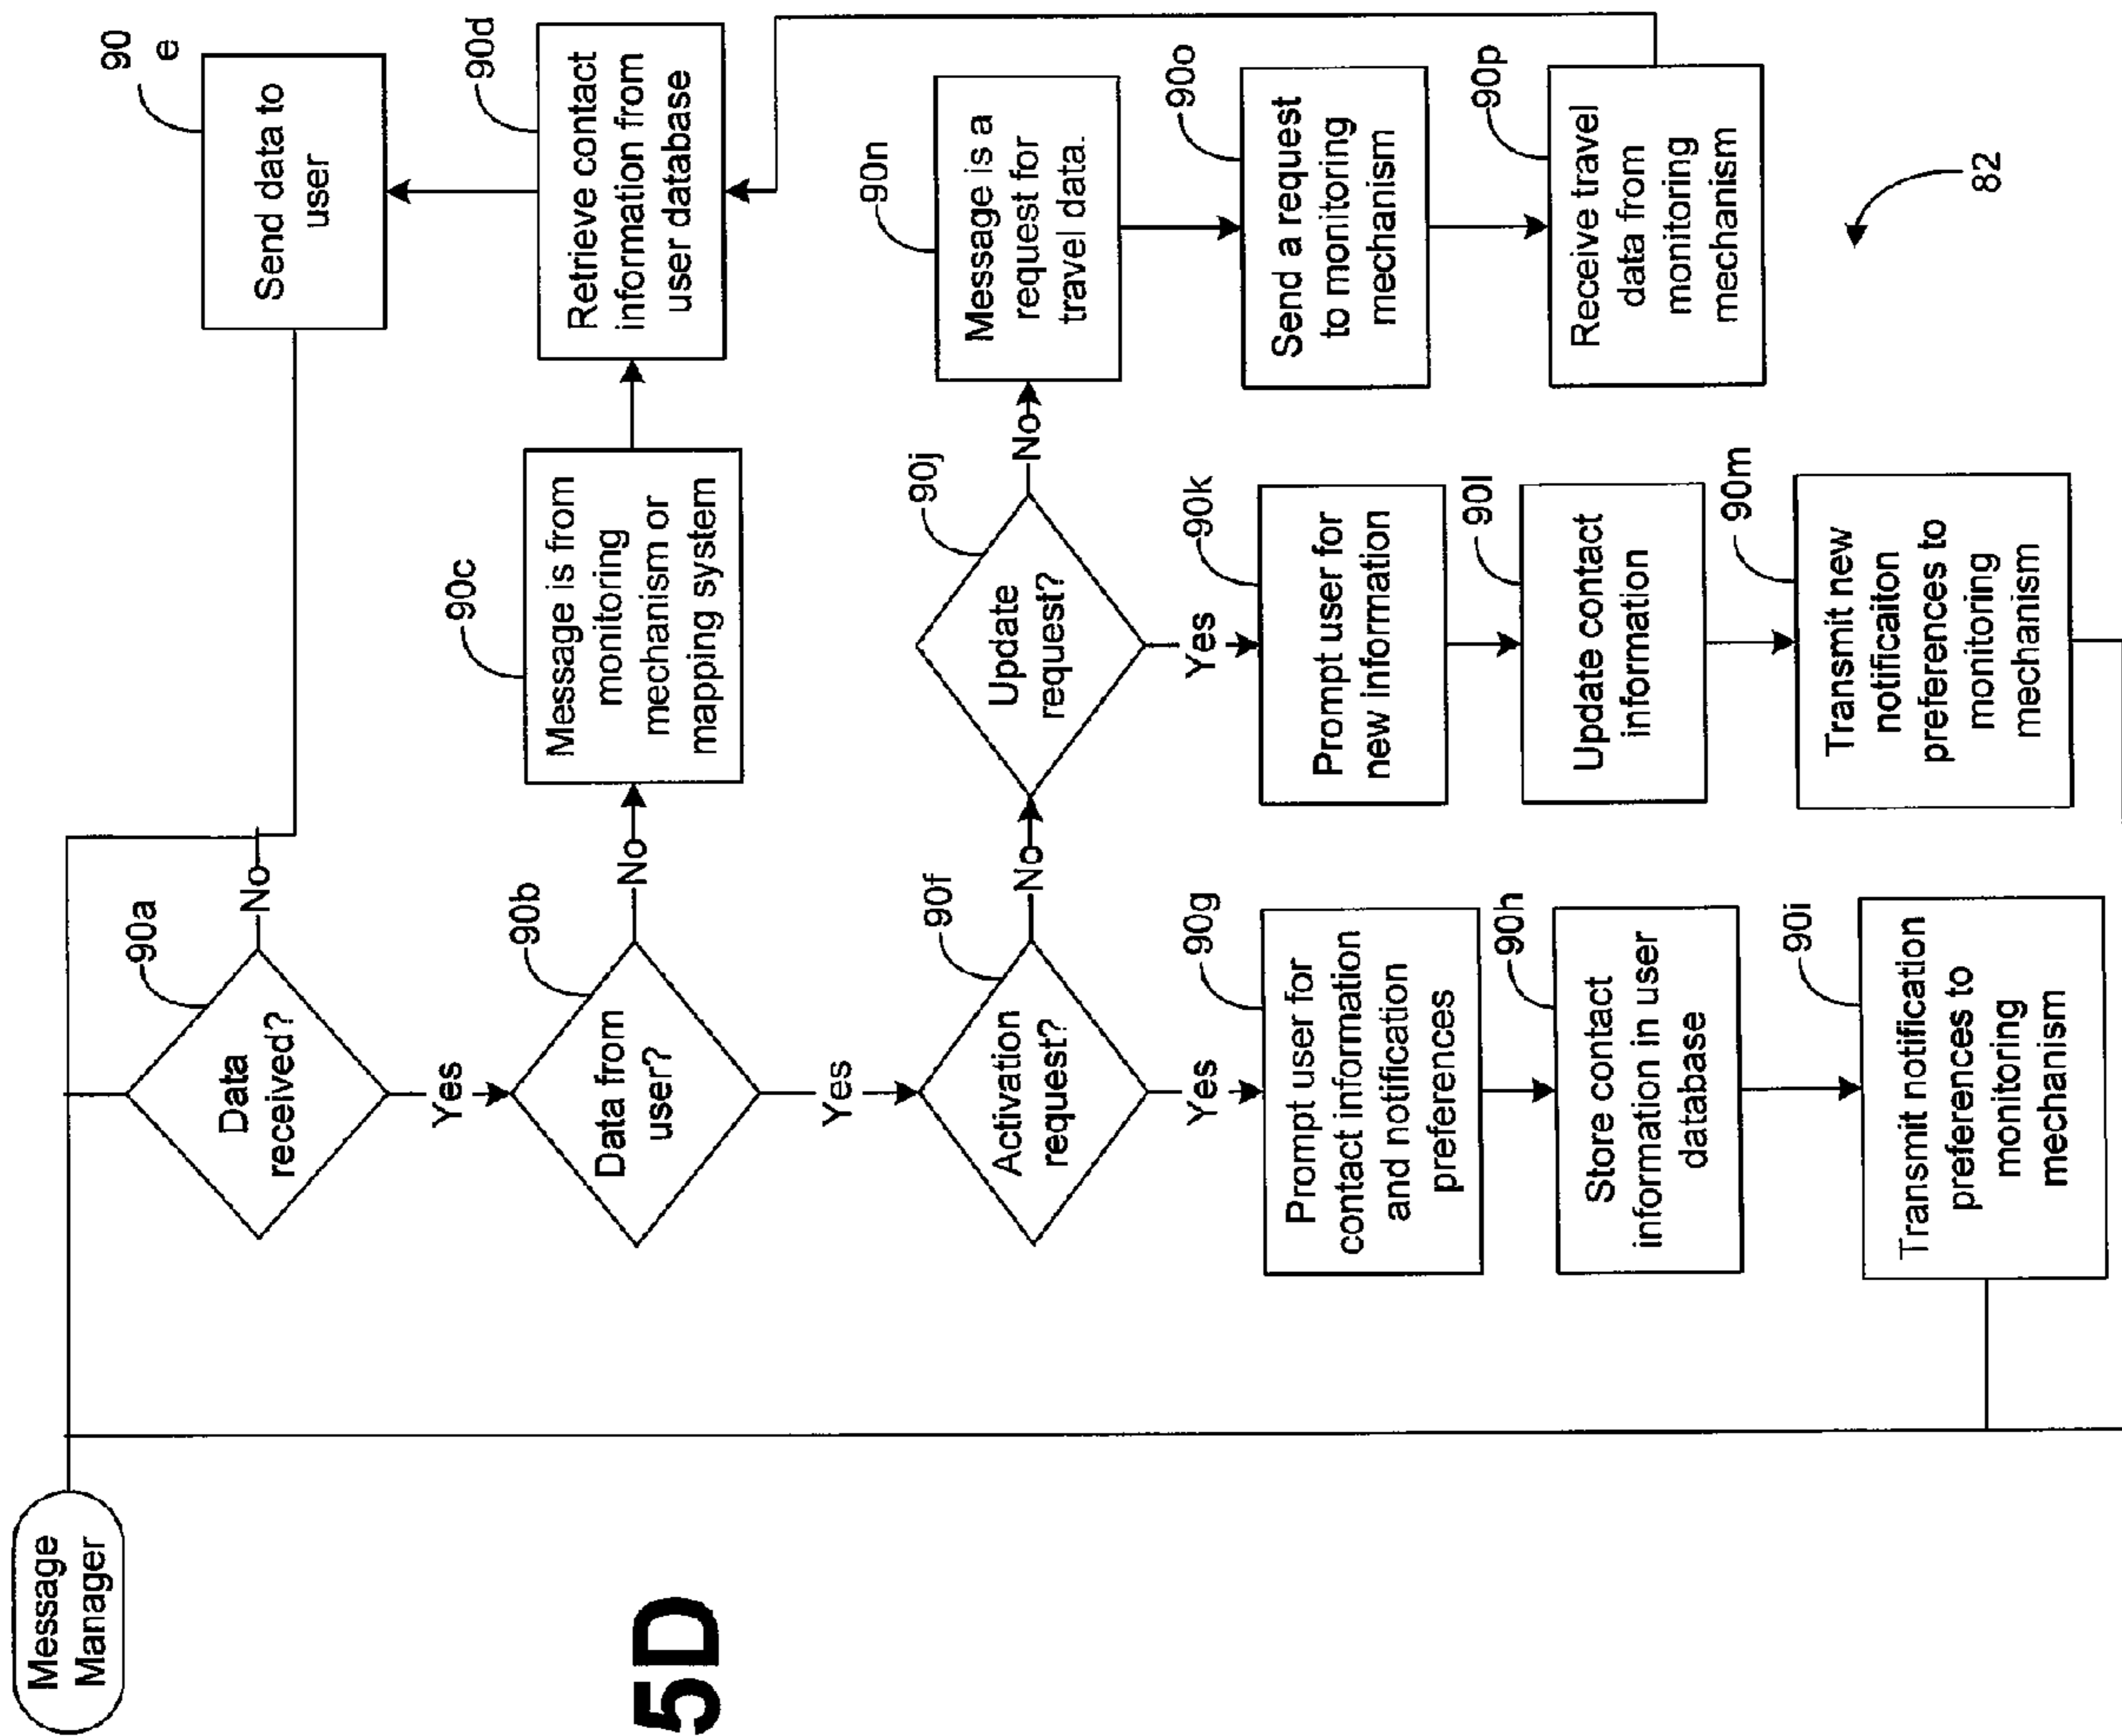 Message
Manager
90a
Data
received?
No
Yes
90b
Data from
user?
No
Yes
90c
Message is from
monitoring
mechanism or
mapping system
90d
Retrieve contact
information from
user database
90
e
Send data to
user
90f
Activation
request?
No
Yes
90g
Prompt user for
contact information
and notification
preferences
90h
Store contact
information in user
database
90i
Transmit notification
preferences to
monitoring
mechanism
90j
Update
request?
No
Yes
90k
Prompt user for
new information
90l
Update contact
information
90m
Transmit new
notificaiton
preferences to
monitoring
mechanism
90n
Message is a
request for
travel data.
90o
Send a request
to monitoring
mechanism
90p
Receive travel
data from
monitoring
mechanism
82
5D